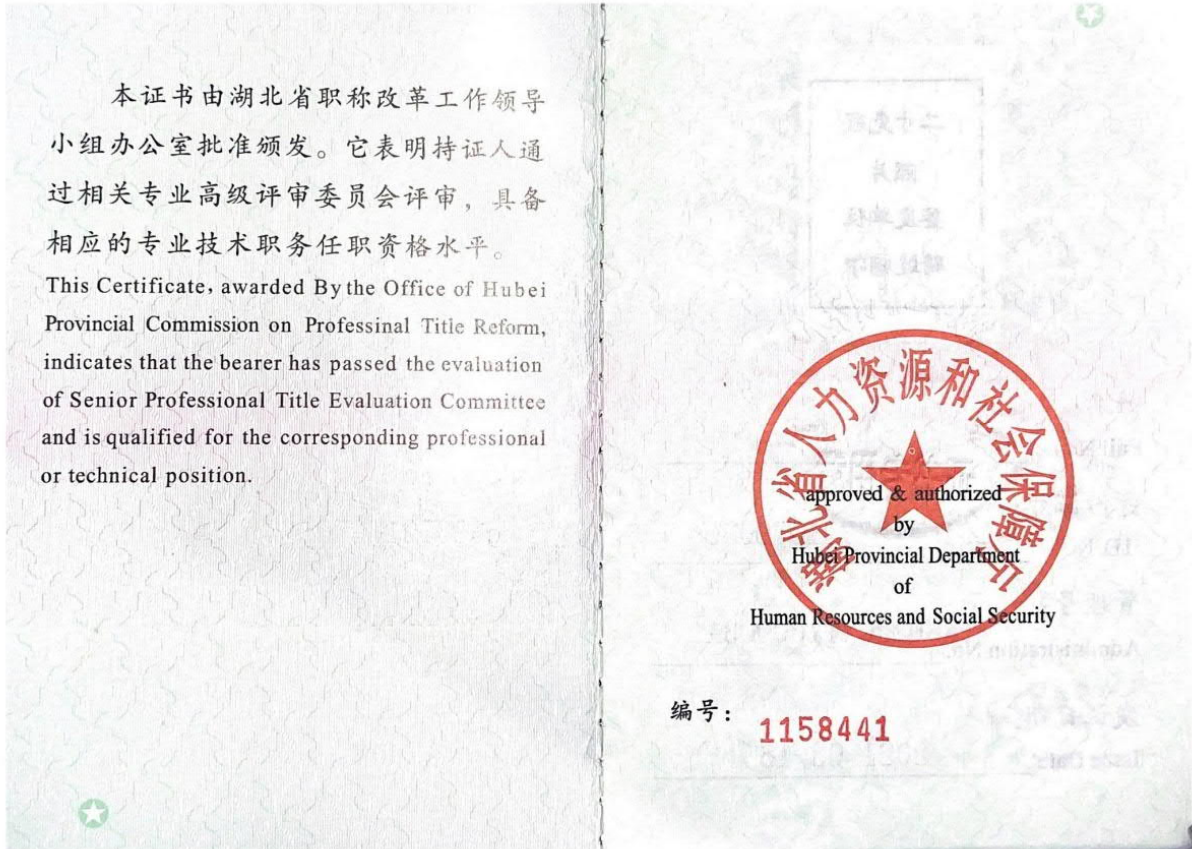 本证书由湖北省职称改革工作领导
小组办公室批准颁发。它表明持证人通
过相关专业高级评审委员会评审，具备
相应的专业技术职务任职资格水平。
This Certificate, awarded By the Office of Hubei
Provincial Commission on Professinal Title Reform,
indicates that the bearer has passed the evaluation
of Senior Professional Title Evaluation Committee
and is qualified for the corresponding professional
or technical position.
湖北省人力资源和社会保障厅
approved & authorized
by
Hubei Provincial Department
of
Human Resources and Social Security
编号：
1158441